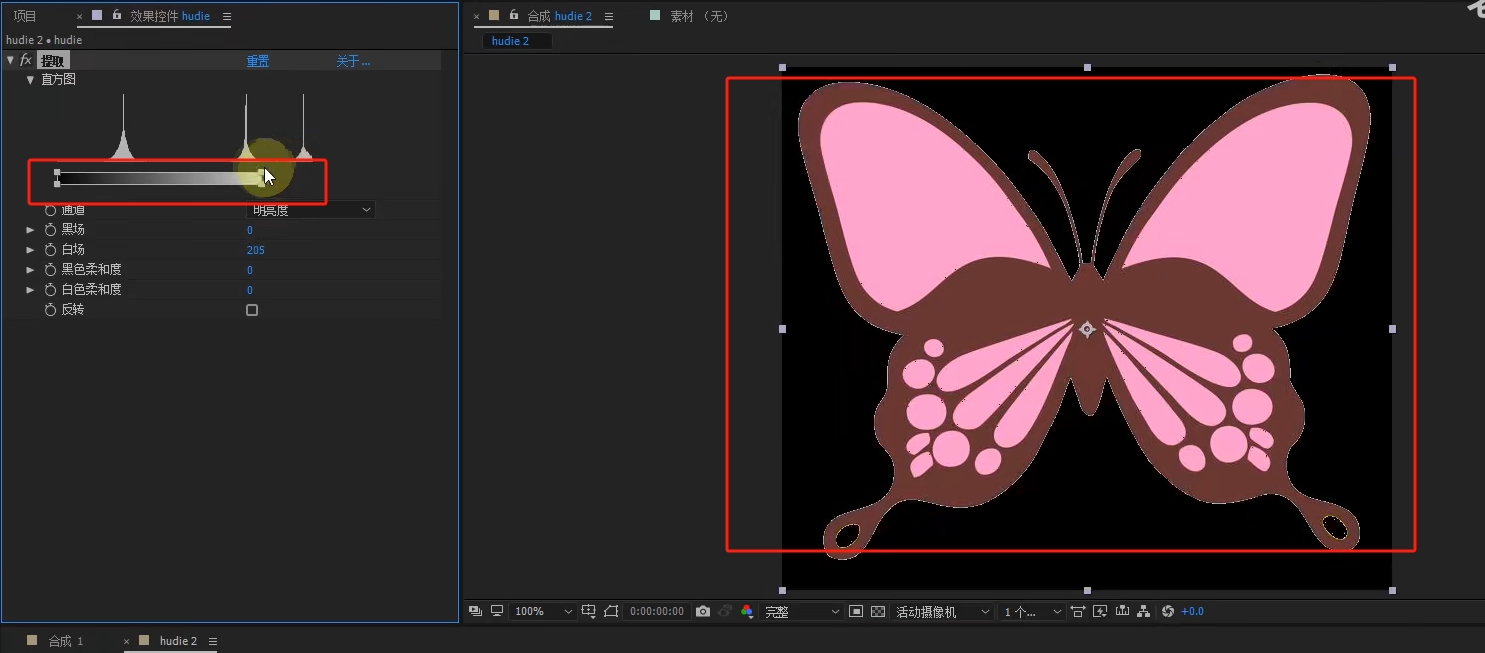 项目
× 效果控件 hudie ≡
hudie 2 • hudie
fx 提取 重置 关于...
直方图
通道 明亮度
黑场 0
白场 205
黑色柔和度 0
白色柔和度 0
反转
× 合成 hudie 2 ≡ 素材 （无）
hudie 2
100% 0:00:00:00 完整 活动摄像机 1 个... +0.0
合成 1 × hudie 2 ≡